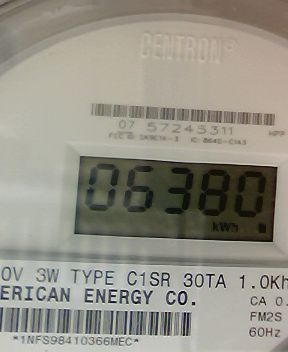 CENTRON®
07 57245311
HPP
06380
kWh
0V 3W TYPE C1SR 30TA 1.0Kh
ERICAN ENERGY CO.
CA 0.
FM2S
60Hz
*1NFS98410366MEC*